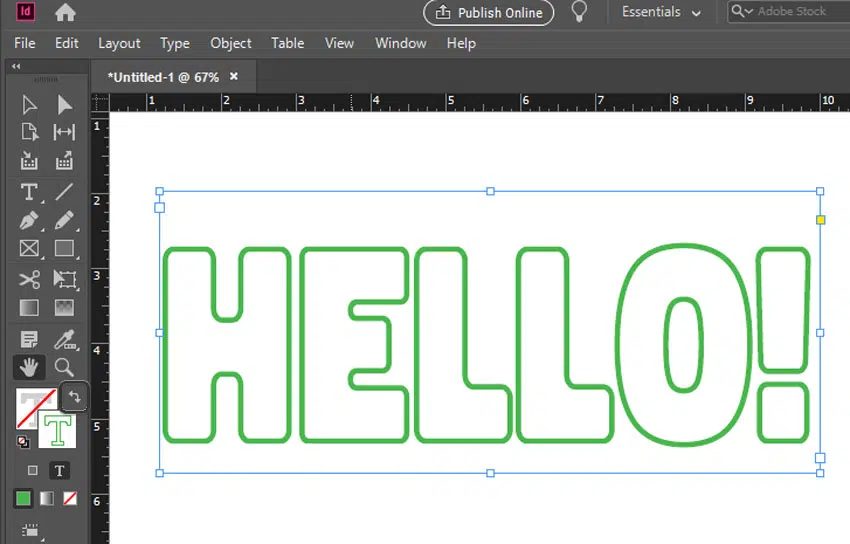 Id Publish Online Essentials Adobe Stock
File Edit Layout Type Object Table View Window Help
*Untitled-1 @ 67% ×
1 2 3 4 5 6 7 8 9 10
1
2
3
4
5
6
HELLO!
T
T
T
T